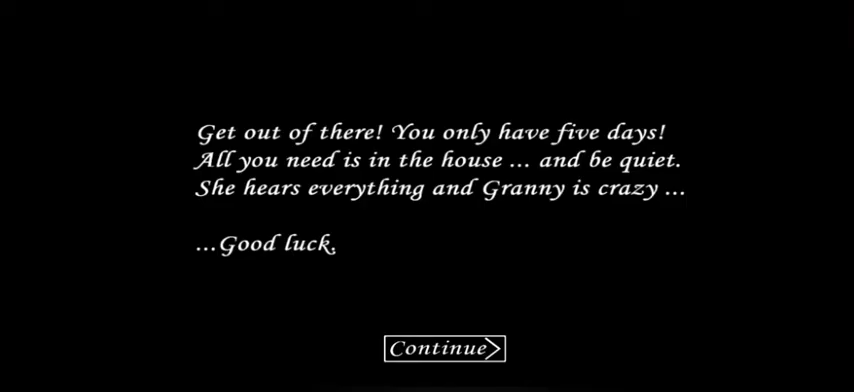 Get out of there! You only have five days!
All you need is in the house ... and be quiet.
She hears everything and Granny is crazy ...
...Good luck.
Continue>